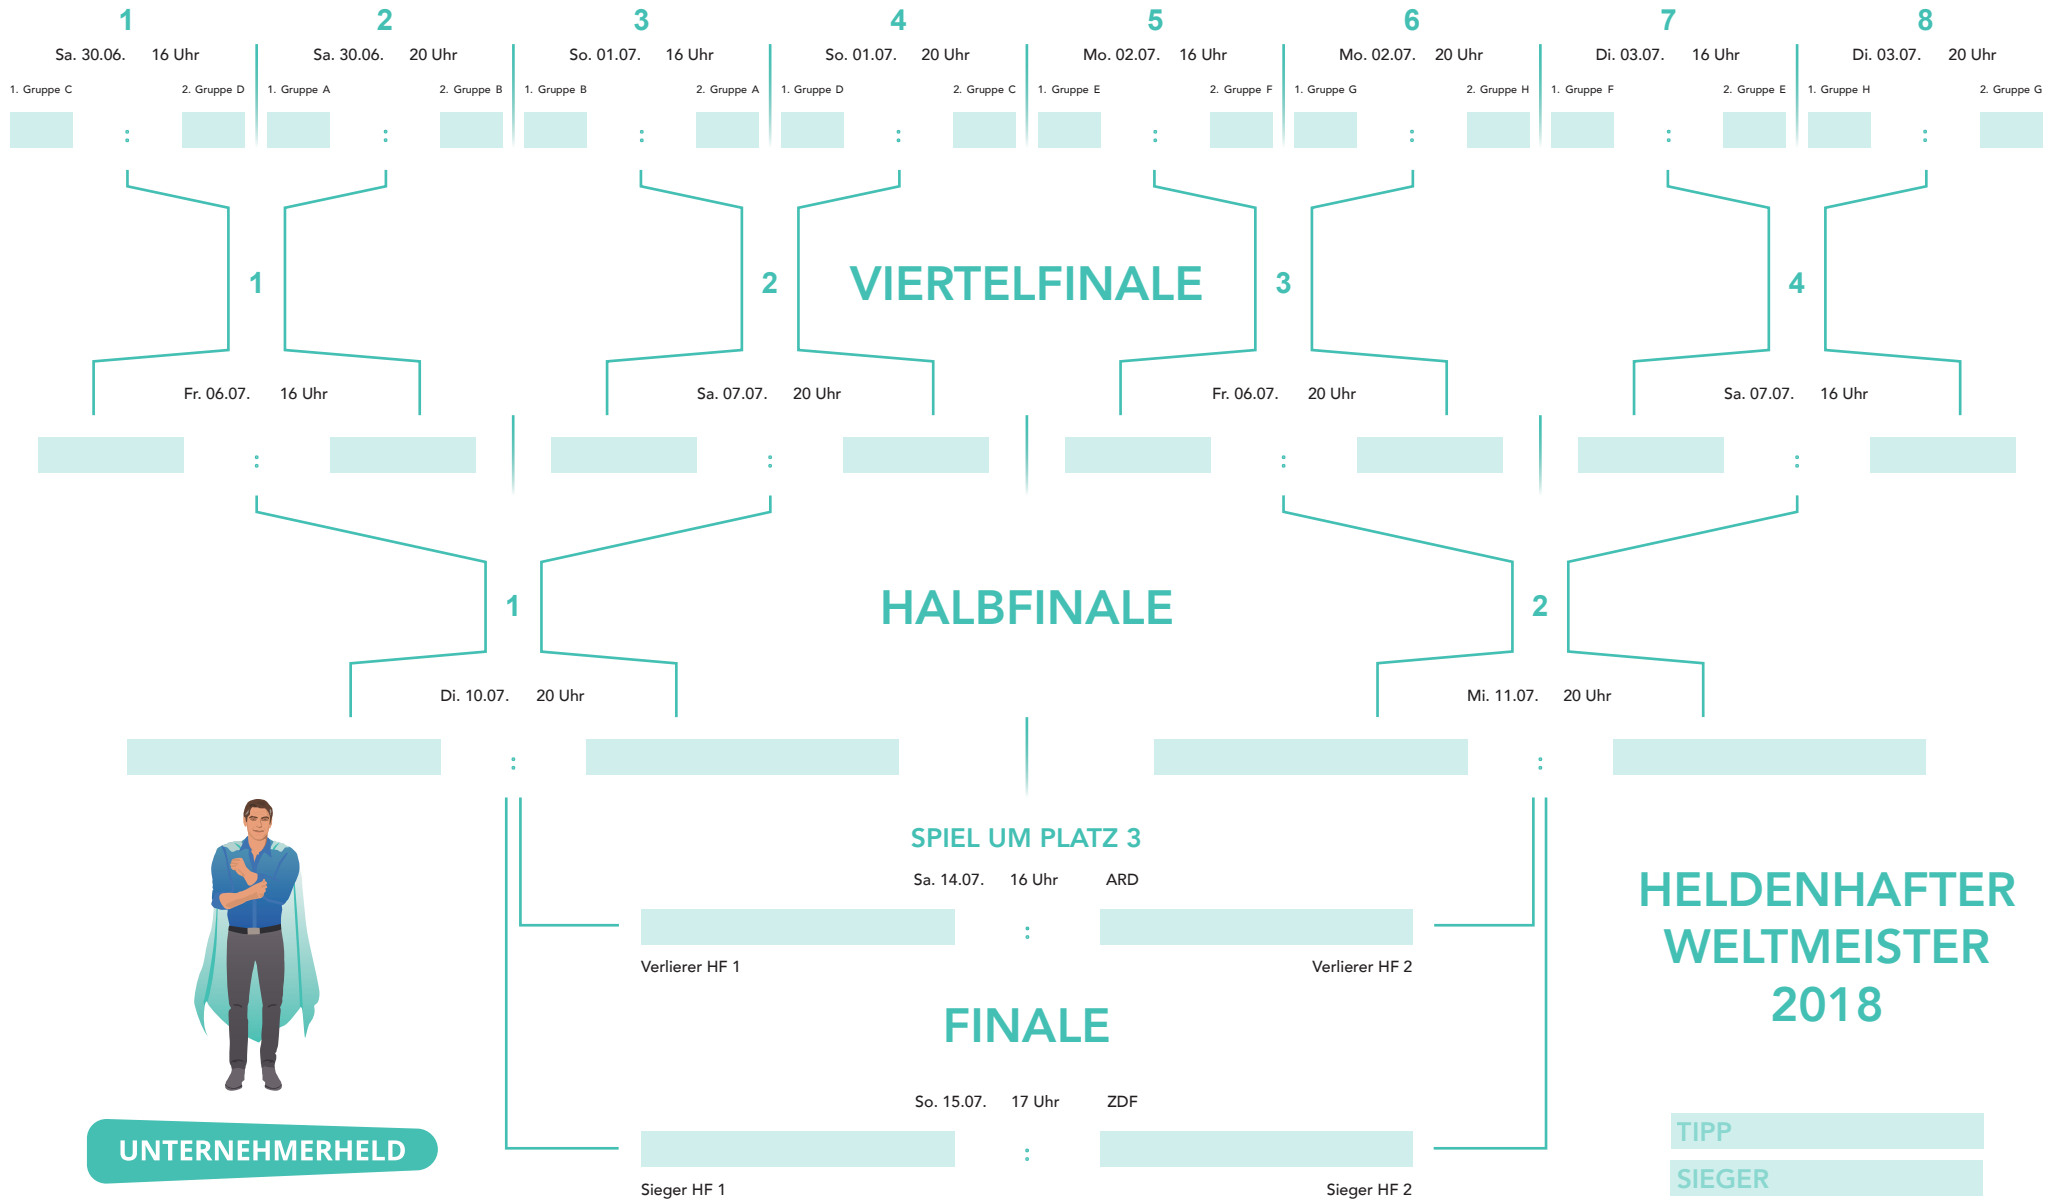 1 2 3 4 5 6 7 8
Sa. 30.06. 16 Uhr Sa. 30.06. 20 Uhr So. 01.07. 16 Uhr So. 01.07. 20 Uhr Mo. 02.07. 16 Uhr Mo. 02.07. 20 Uhr Di. 03.07. 16 Uhr Di. 03.07. 20 Uhr
1. Gruppe C 2. Gruppe D 1. Gruppe A 2. Gruppe B 1. Gruppe B 2. Gruppe A 1. Gruppe D 2. Gruppe C 1. Gruppe E 2. Gruppe F 1. Gruppe G 2. Gruppe H 1. Gruppe F 2. Gruppe E 1. Gruppe H 2. Gruppe G
: : : : : : : :
1 2 VIERTELFINALE 3 4
Fr. 06.07. 16 Uhr Sa. 07.07. 20 Uhr Fr. 06.07. 20 Uhr Sa. 07.07. 16 Uhr
: : : :
1 HALBFINALE 2
Di. 10.07. 20 Uhr Mi. 11.07. 20 Uhr
: :
SPIEL UM PLATZ 3
Sa. 14.07. 16 Uhr ARD
:
Verlierer HF 1 Verlierer HF 2
FINALE
So. 15.07. 17 Uhr ZDF
:
Sieger HF 1 Sieger HF 2
HELDENHAFTER
WELTMEISTER
2018
TIPP
SIEGER
UNTERNEHMERHELD